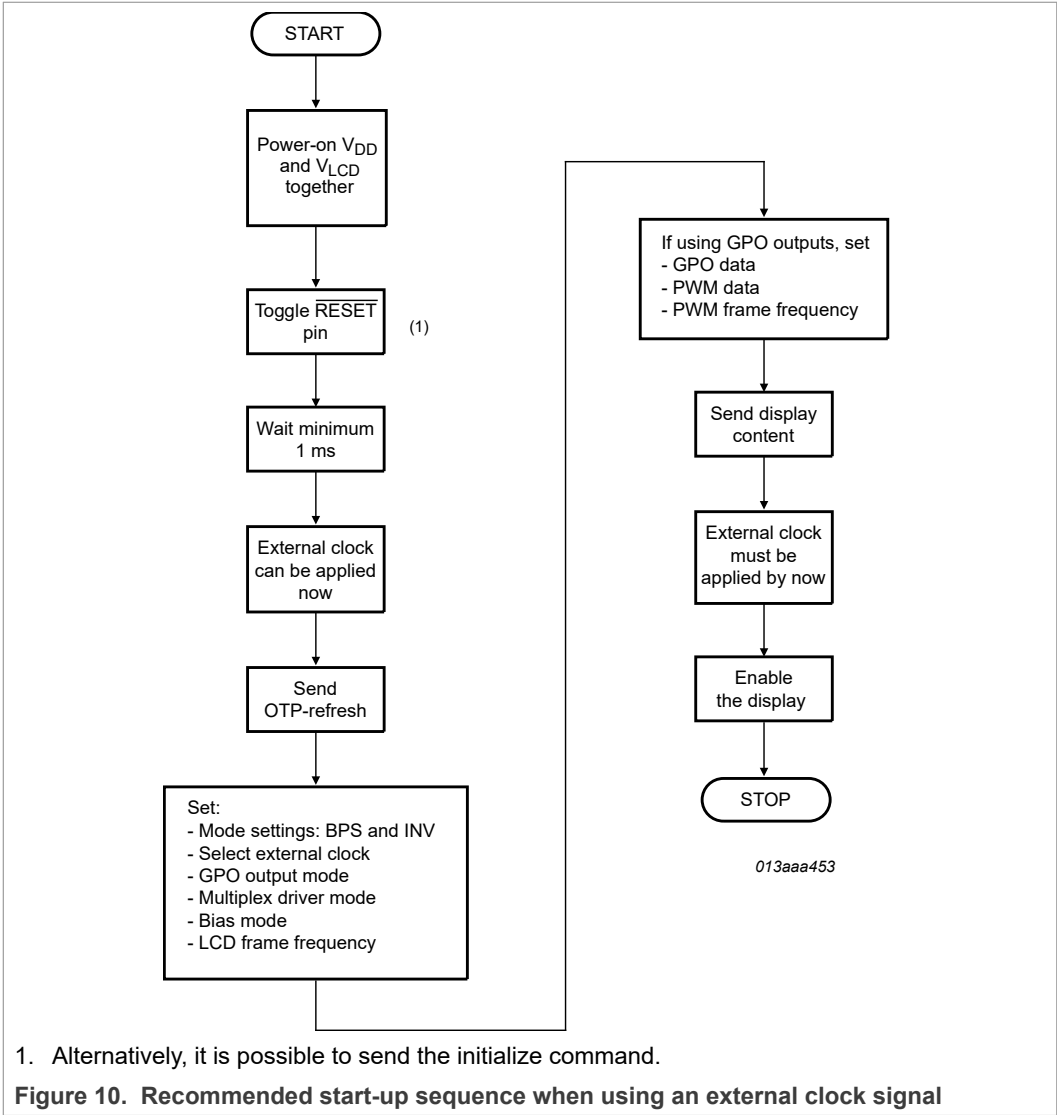 START
Power-on VDD
and VLCD
together
Toggle RESET
pin
(1)
Wait minimum
1 ms
External clock
can be applied
now
Send
OTP-refresh
Set:
- Mode settings: BPS and INV
- Select external clock
- GPO output mode
- Multiplex driver mode
- Bias mode
- LCD frame frequency
If using GPO outputs, set
- GPO data
- PWM data
- PWM frame frequency
Send display
content
External clock
must be
applied by now
Enable
the display
STOP
013aaa453
1. Alternatively, it is possible to send the initialize command.
Figure 10. Recommended start-up sequence when using an external clock signal